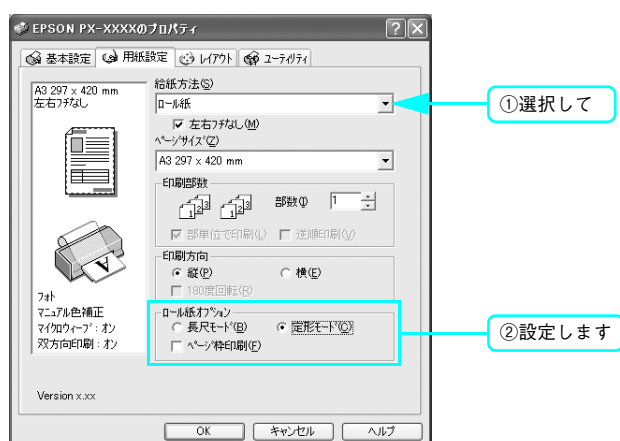 EPSON PX-XXXXのプロパティ
基本設定
用紙設定
レイアウト
ユーティリティ
A3 297 x 420 mm
左右フチなし
給紙方法(S)
ロール紙
左右フチなし(M)
ページサイズ(Z)
A3 297 x 420 mm
印刷部数
部数(I)
1
部単位で印刷(L)
逆順印刷(V)
印刷方向
縦(P)
横(E)
180度回転(R)
フォト
マニュアル色補正
マイクロウィーブ:オン
双方向印刷:オン
ロール紙オプション
長尺モード(B)
定形モード(C)
ページ枠印刷(F)
Version x.xx
OK
キャンセル
ヘルプ
①選択して
②設定します